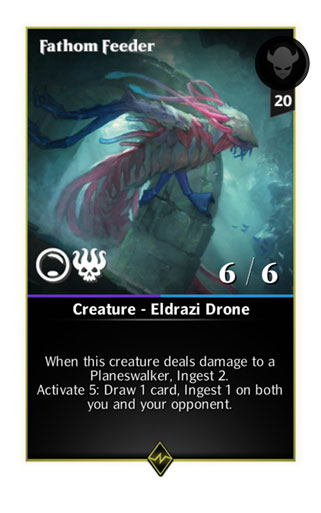 Fathom Feeder
20
6 / 6
Creature - Eldrazi Drone
When this creature deals damage to a
Planeswalker, Ingest 2.
Activate 5: Draw 1 card, Ingest 1 on both
you and your opponent.